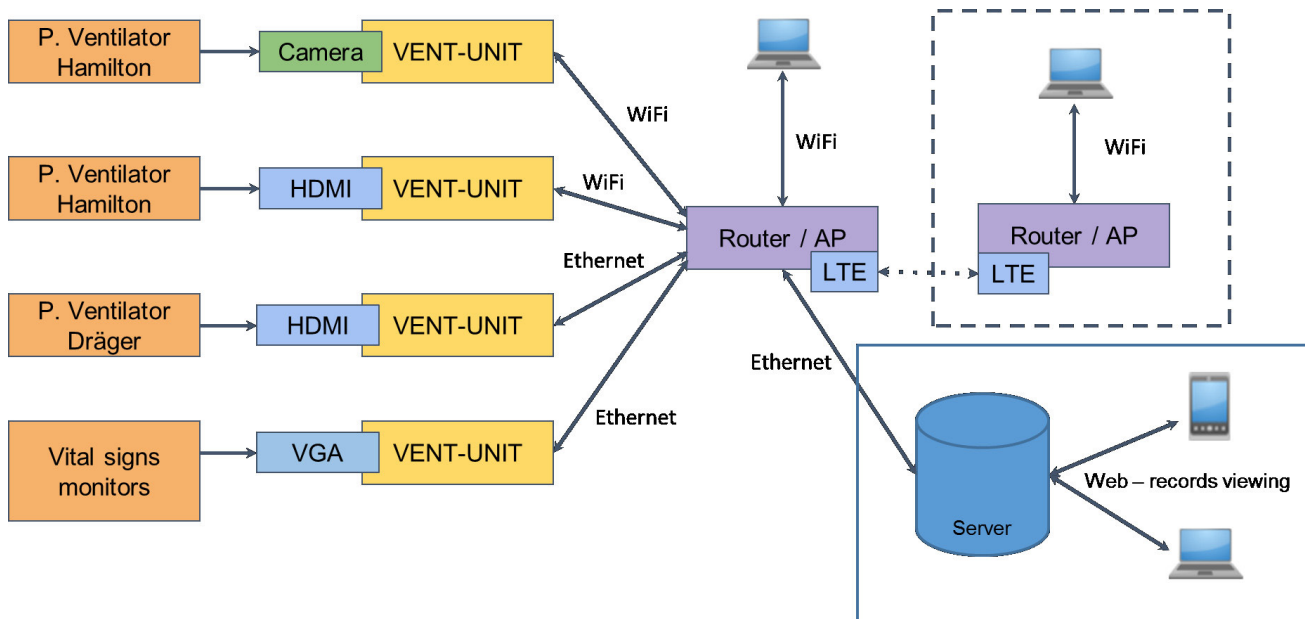 P. Ventilator
Hamilton
Camera
VENT-UNIT
WiFi
P. Ventilator
Hamilton
HDMI
VENT-UNIT
WiFi
P. Ventilator
Dräger
HDMI
VENT-UNIT
Ethernet
Vital signs
monitors
VGA
VENT-UNIT
Ethernet
WiFi
Router / AP
LTE
WiFi
Router / AP
LTE
Ethernet
Server
Web – records viewing